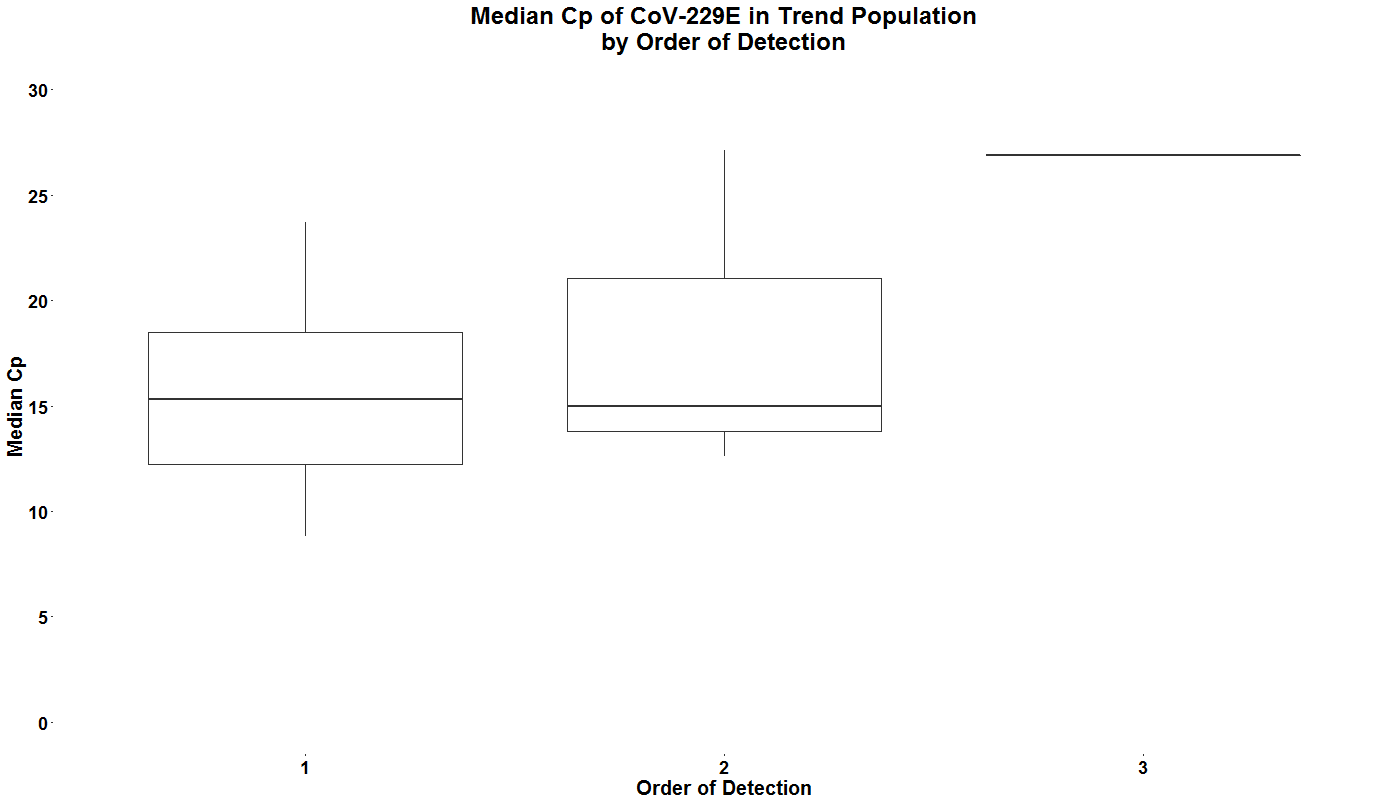 Median Cp of CoV-229E in Trend Population
by Order of Detection
30
25
20
15
10
5
0
Median Cp
1
2
3
Order of Detection